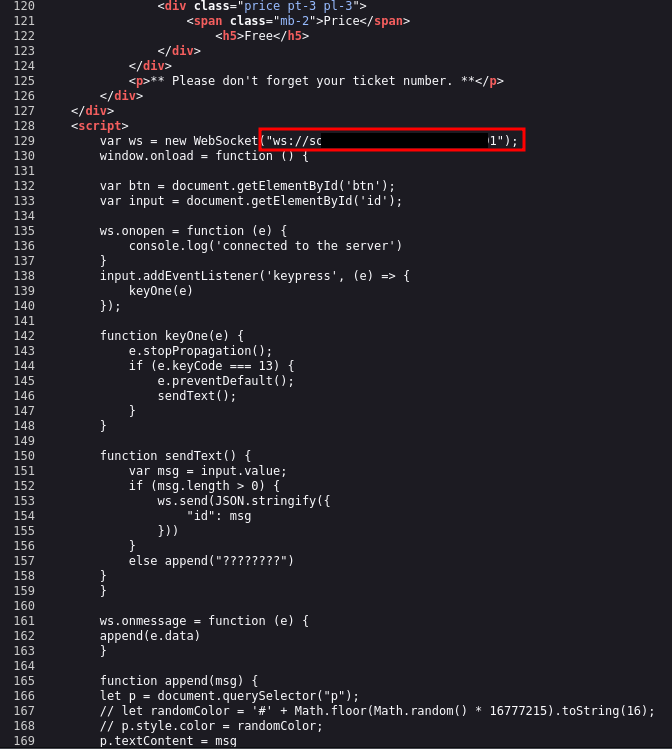 120 <div class="price pt-3 pl-3">
121 <span class="mb-2">Price</span>
122 <h5>Free</h5>
123 </div>
124 </div>
125 <p>** Please don't forget your ticket number. **</p>
126 </div>
127 </div>
128 <script>
129 var ws = new WebSocket("ws://so 1");
130 window.onload = function () {
131
132 var btn = document.getElementById('btn');
133 var input = document.getElementById('id');
134
135 ws.onopen = function (e) {
136 console.log('connected to the server')
137 }
138 input.addEventListener('keypress', (e) => {
139 keyOne(e)
140 });
141
142 function keyOne(e) {
143 e.stopPropagation();
144 if (e.keyCode === 13) {
145 e.preventDefault();
146 sendText();
147 }
148 }
149
150 function sendText() {
151 var msg = input.value;
152 if (msg.length > 0) {
153 ws.send(JSON.stringify({
154 "id": msg
155 }))
156 }
157 else append("????????")
158 }
159 }
160
161 ws.onmessage = function (e) {
162 append(e.data)
163 }
164
165 function append(msg) {
166 let p = document.querySelector("p");
167 // let randomColor = '#' + Math.floor(Math.random() * 16777215).toString(16);
168 // p.style.color = randomColor;
169 p.textContent = msg